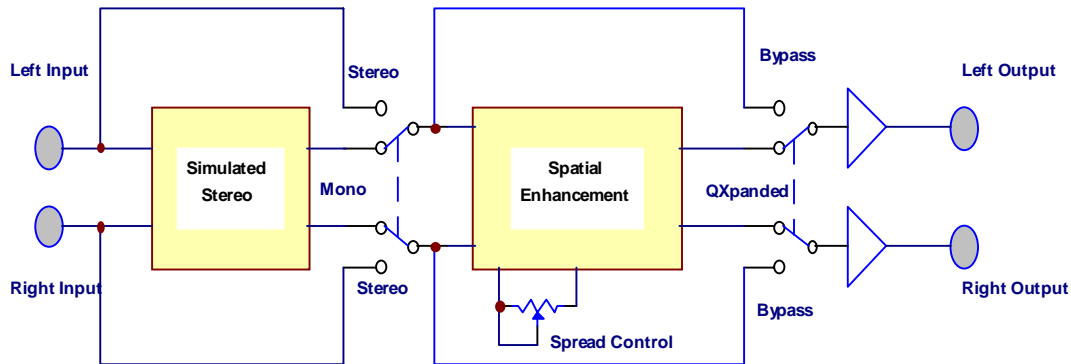 Left Input
Stereo
Bypass
Left Output
Simulated
Stereo
Mono
Spatial
Enhancement
QXpanded
Right Input
Stereo
Bypass
Right Output
Spread Control